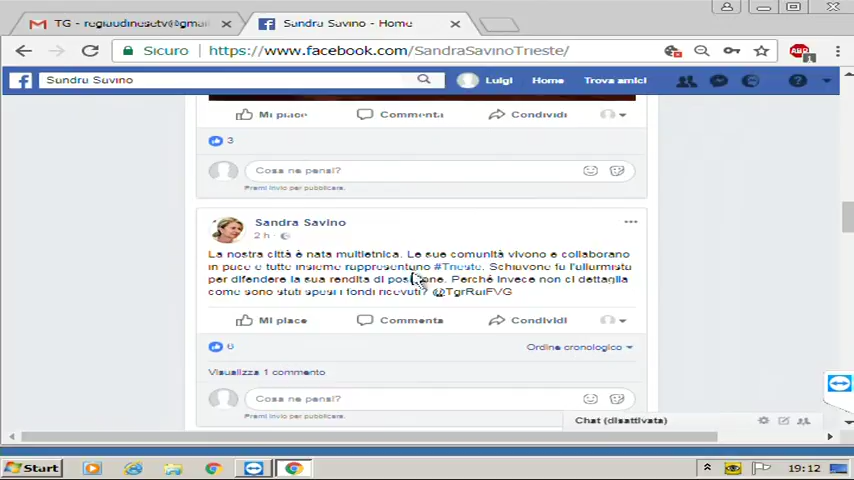 TG - regiaudinesetv@gmail
Sandra Savino - Home
Sicuro
https://www.facebook.com/SandraSavinoTrieste/
Sandra Savino
Luigi
Home
Trova amici
Mi piace
Commenta
Condividi
3
Cosa ne pensi?
Premi Invio per pubblicare.
Sandra Savino
2 h
La nostra città è nata multietnica. Le sue comunità vivono e collaborano
in pace e tutte insieme rappresentano #Trieste. Schiavone fa l'allarmista
per difendere la sua rendita di posizione. Perché invece non ci dettaglia
come sono stati spesi i fondi ricevuti? @TgrRaiFVG
Mi piace
Commenta
Condividi
6
Ordine cronologico
Visualizza 1 commento
Cosa ne pensi?
Premi Invio per pubblicare.
Chat (disattivata)
Start
19:12